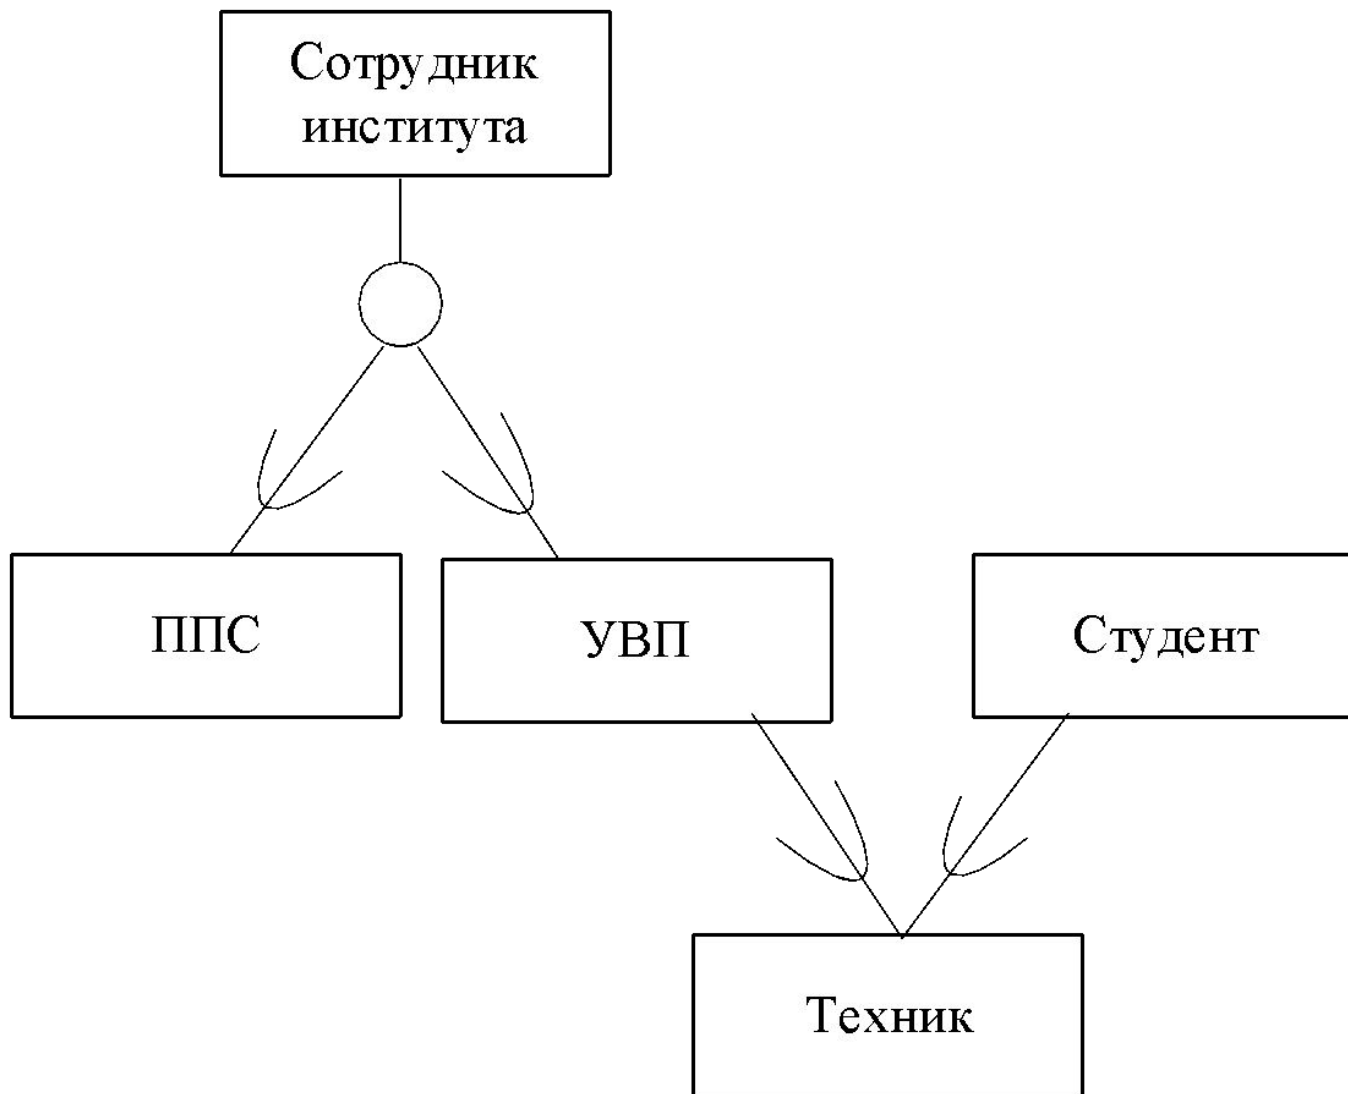 Сотрудник
института
ППС
УВП
Студент
Техник